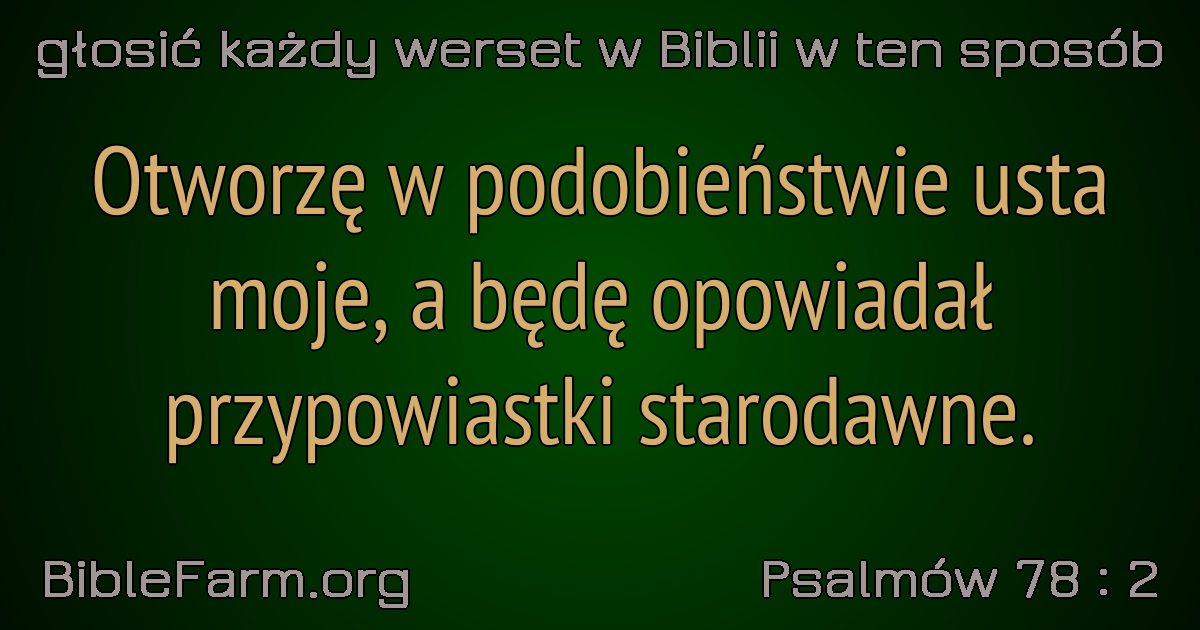 głosić każdy werset w Biblii w ten sposób
Otworzę w podobieństwie usta
moje, a będę opowiadał
przypowiastki starodawne.
BibleFarm.org
Psalmów 78 : 2